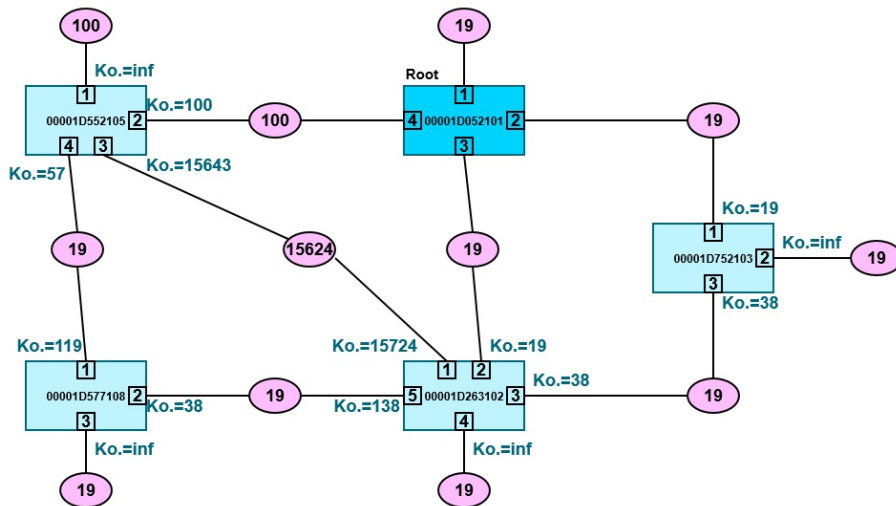 100
19
Ko.=inf
Root
1
1
Ko.=100
00001D552105
2
100
4
00001D052101
2
19
4
3
3
Ko.=57
Ko.=15643
Ko.=19
1
19
15624
19
Ko.=inf
00001D752103
2
19
3
Ko.=38
Ko.=119
Ko.=15724
Ko.=19
1
1
2
Ko.=38
00001D577108
2
19
5
00001D263102
3
19
Ko.=38
Ko.=138
3
4
Ko.=inf
Ko.=inf
19
19